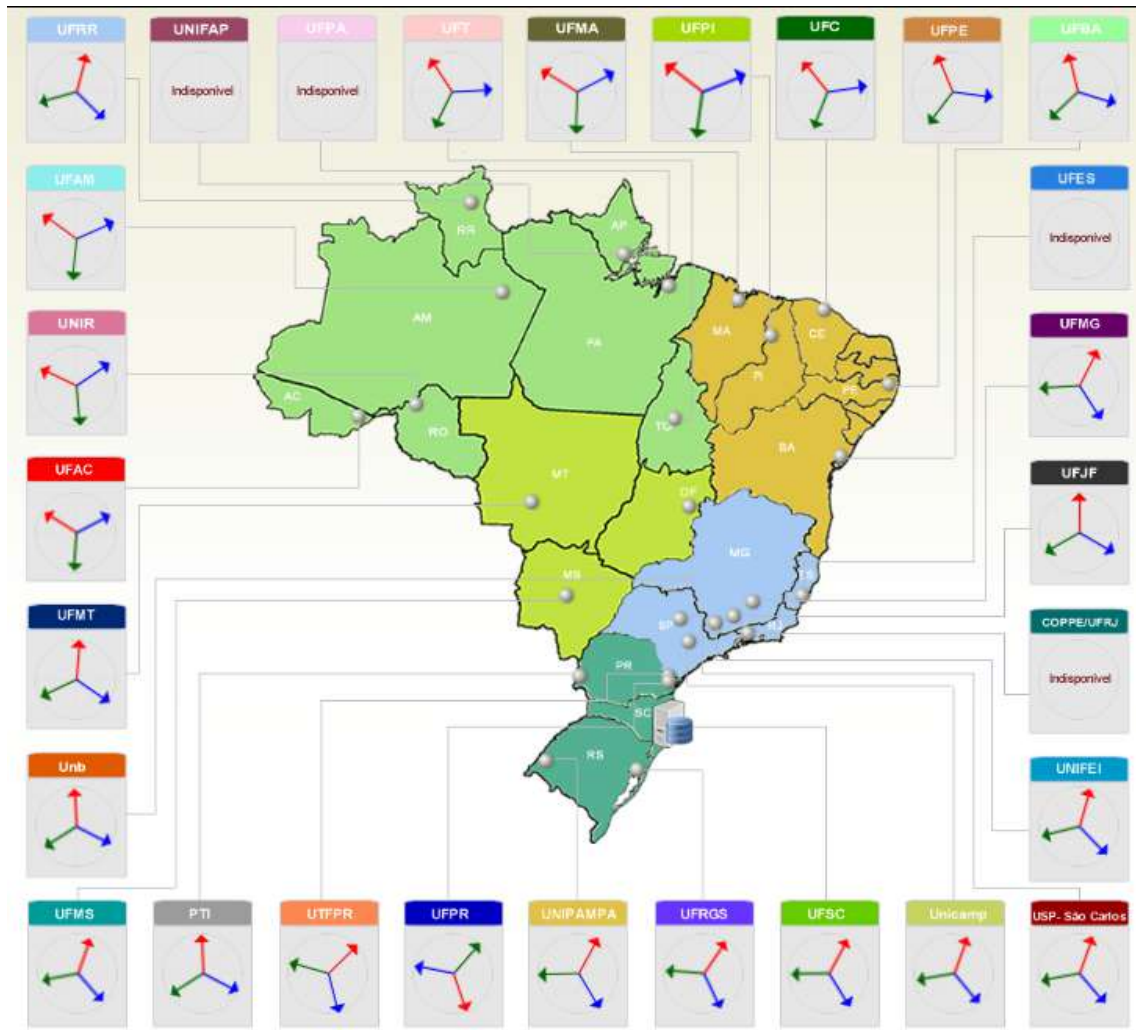 UFRR
UNIFAP
UFPA
UFT
UFMA
UFPI
UFC
UFPE
UFBA
Indisponível
Indisponível
UFAM
UFES
Indisponível
RR
AP
UNIR
UFMG
AM
PA
MA
CE
PI
PE
AC
RO
TO
BA
UFAC
UFJF
MT
DF
UFMT
COPPE/UFRJ
Indisponível
MG
ES
MS
SP
RJ
Unb
UNIFEI
PR
SC
RS
UFMS
PTI
UTFPR
UFPR
UNIPAMPA
UFRGS
UFSC
Unicamp
USP- São Carlos